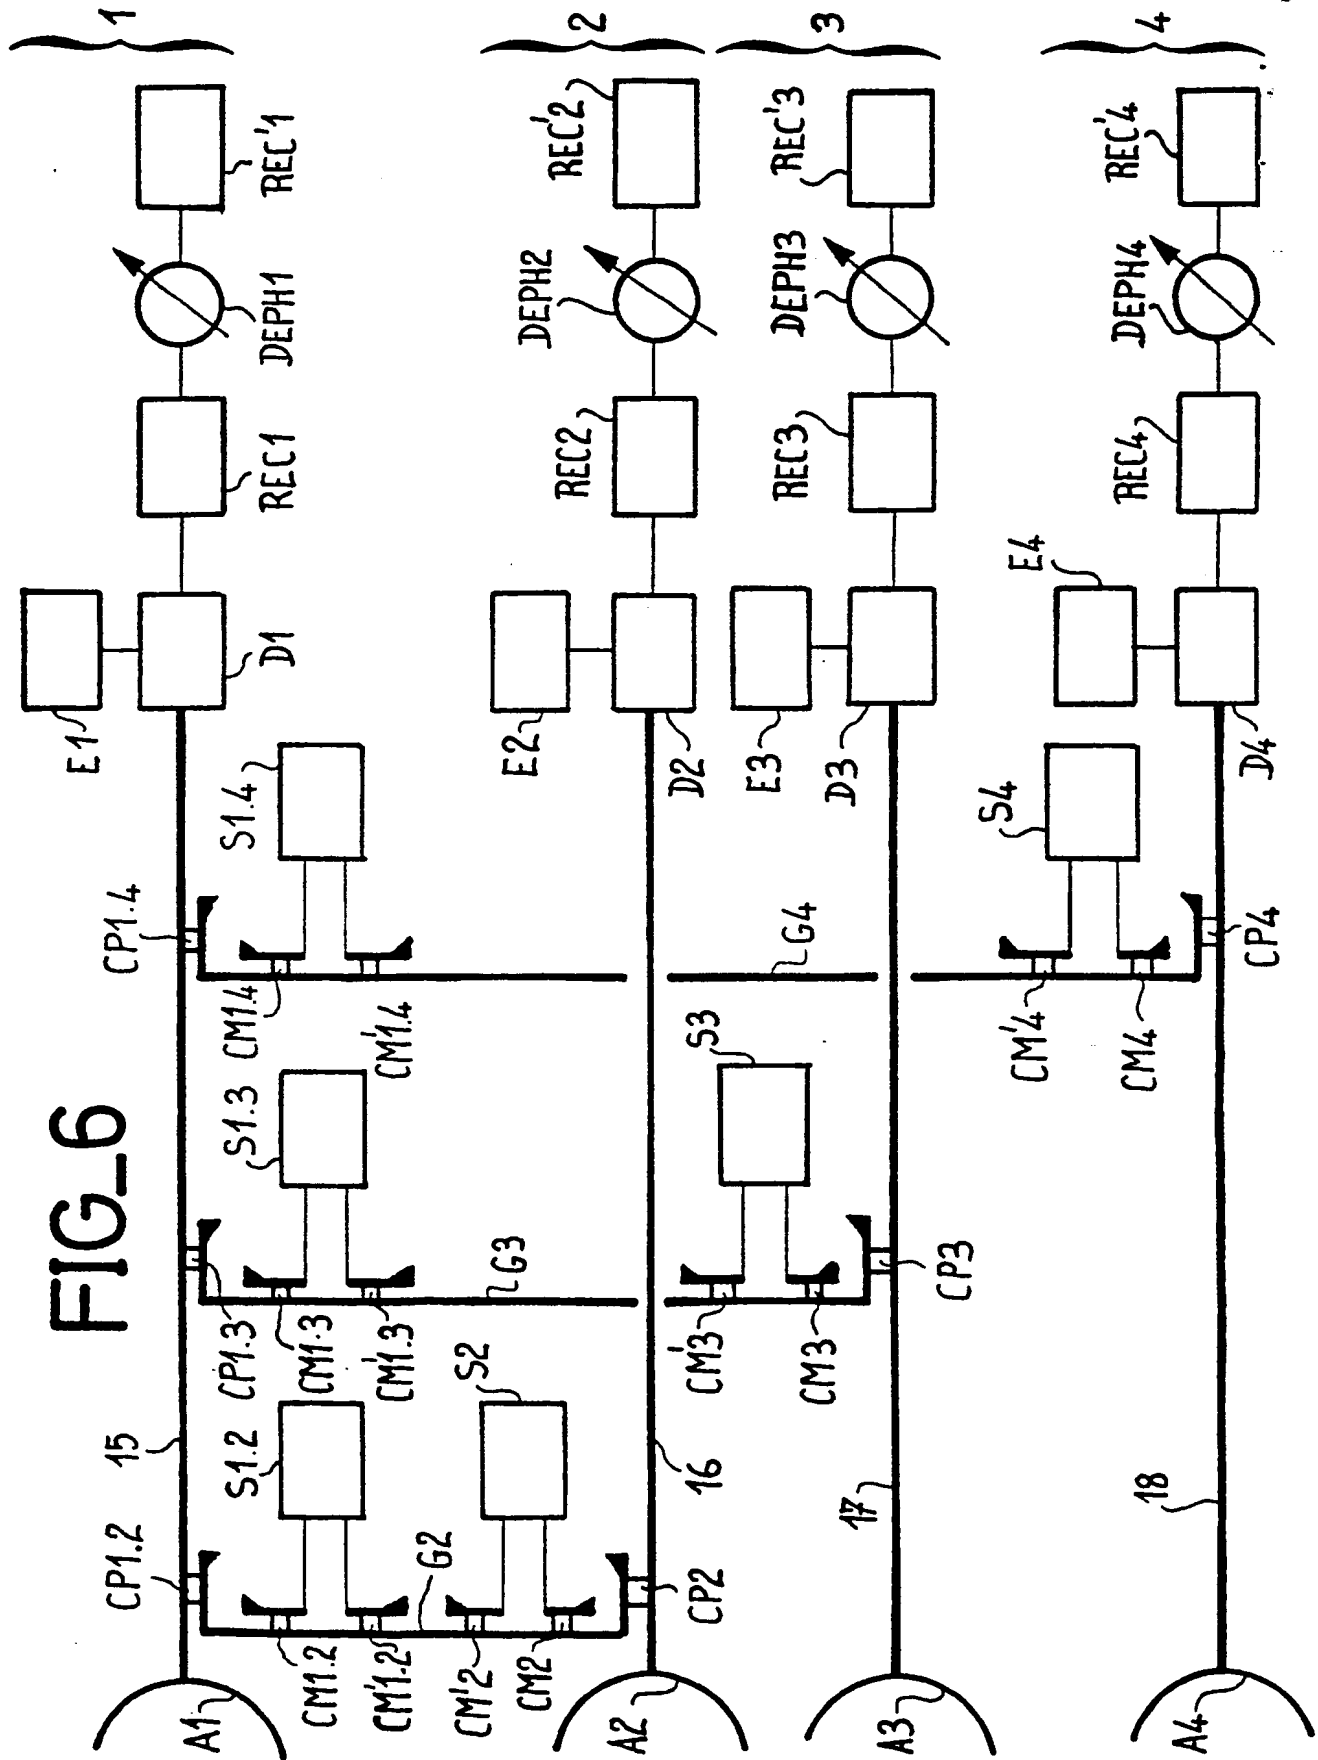 FIG_6
1
2
3
4
REC'1
DEPH1
REC1
E1
D1
REC'2
DEPH2
REC2
E2
D2
REC'3
DEPH3
REC3
E3
D3
REC'4
DEPH4
REC4
E4
D4
CP1.4
S1.4
CM1.4
CM'1.4
G4
S4
CM'4
CM4
CP4
S1.3
CP1.3
CM1.3
CM'1.3
G3
S3
CM'3
CM3
CP3
15
CP1.2
S1.2
CM1.2
CM'1.2
G2
S2
CM'2
CM2
CP2
16
17
18
A1
A2
A3
A4